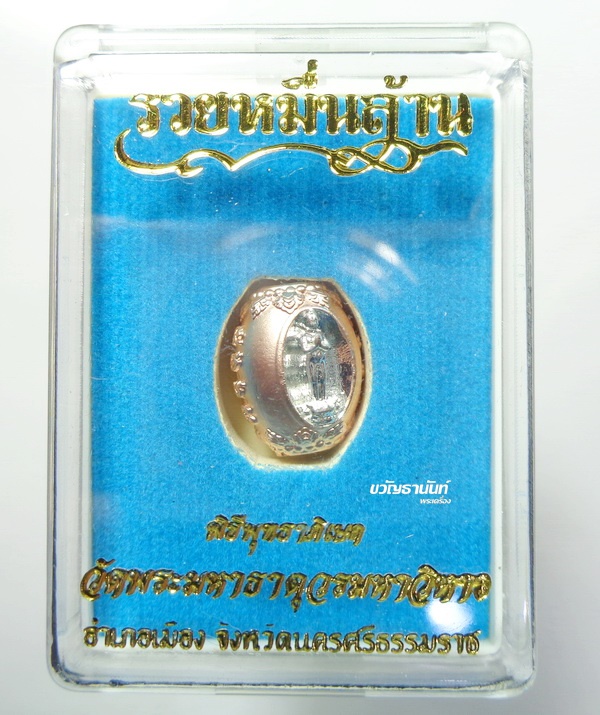 รวยหมื่นล้าน
ขวัญธานันท์
พระเครื่อง
พิธีพุทธาภิเษก
วัดพระมหาธาตุวรมหาวิหาร
อำเภอเมือง จังหวัดนครศรีธรรมราช